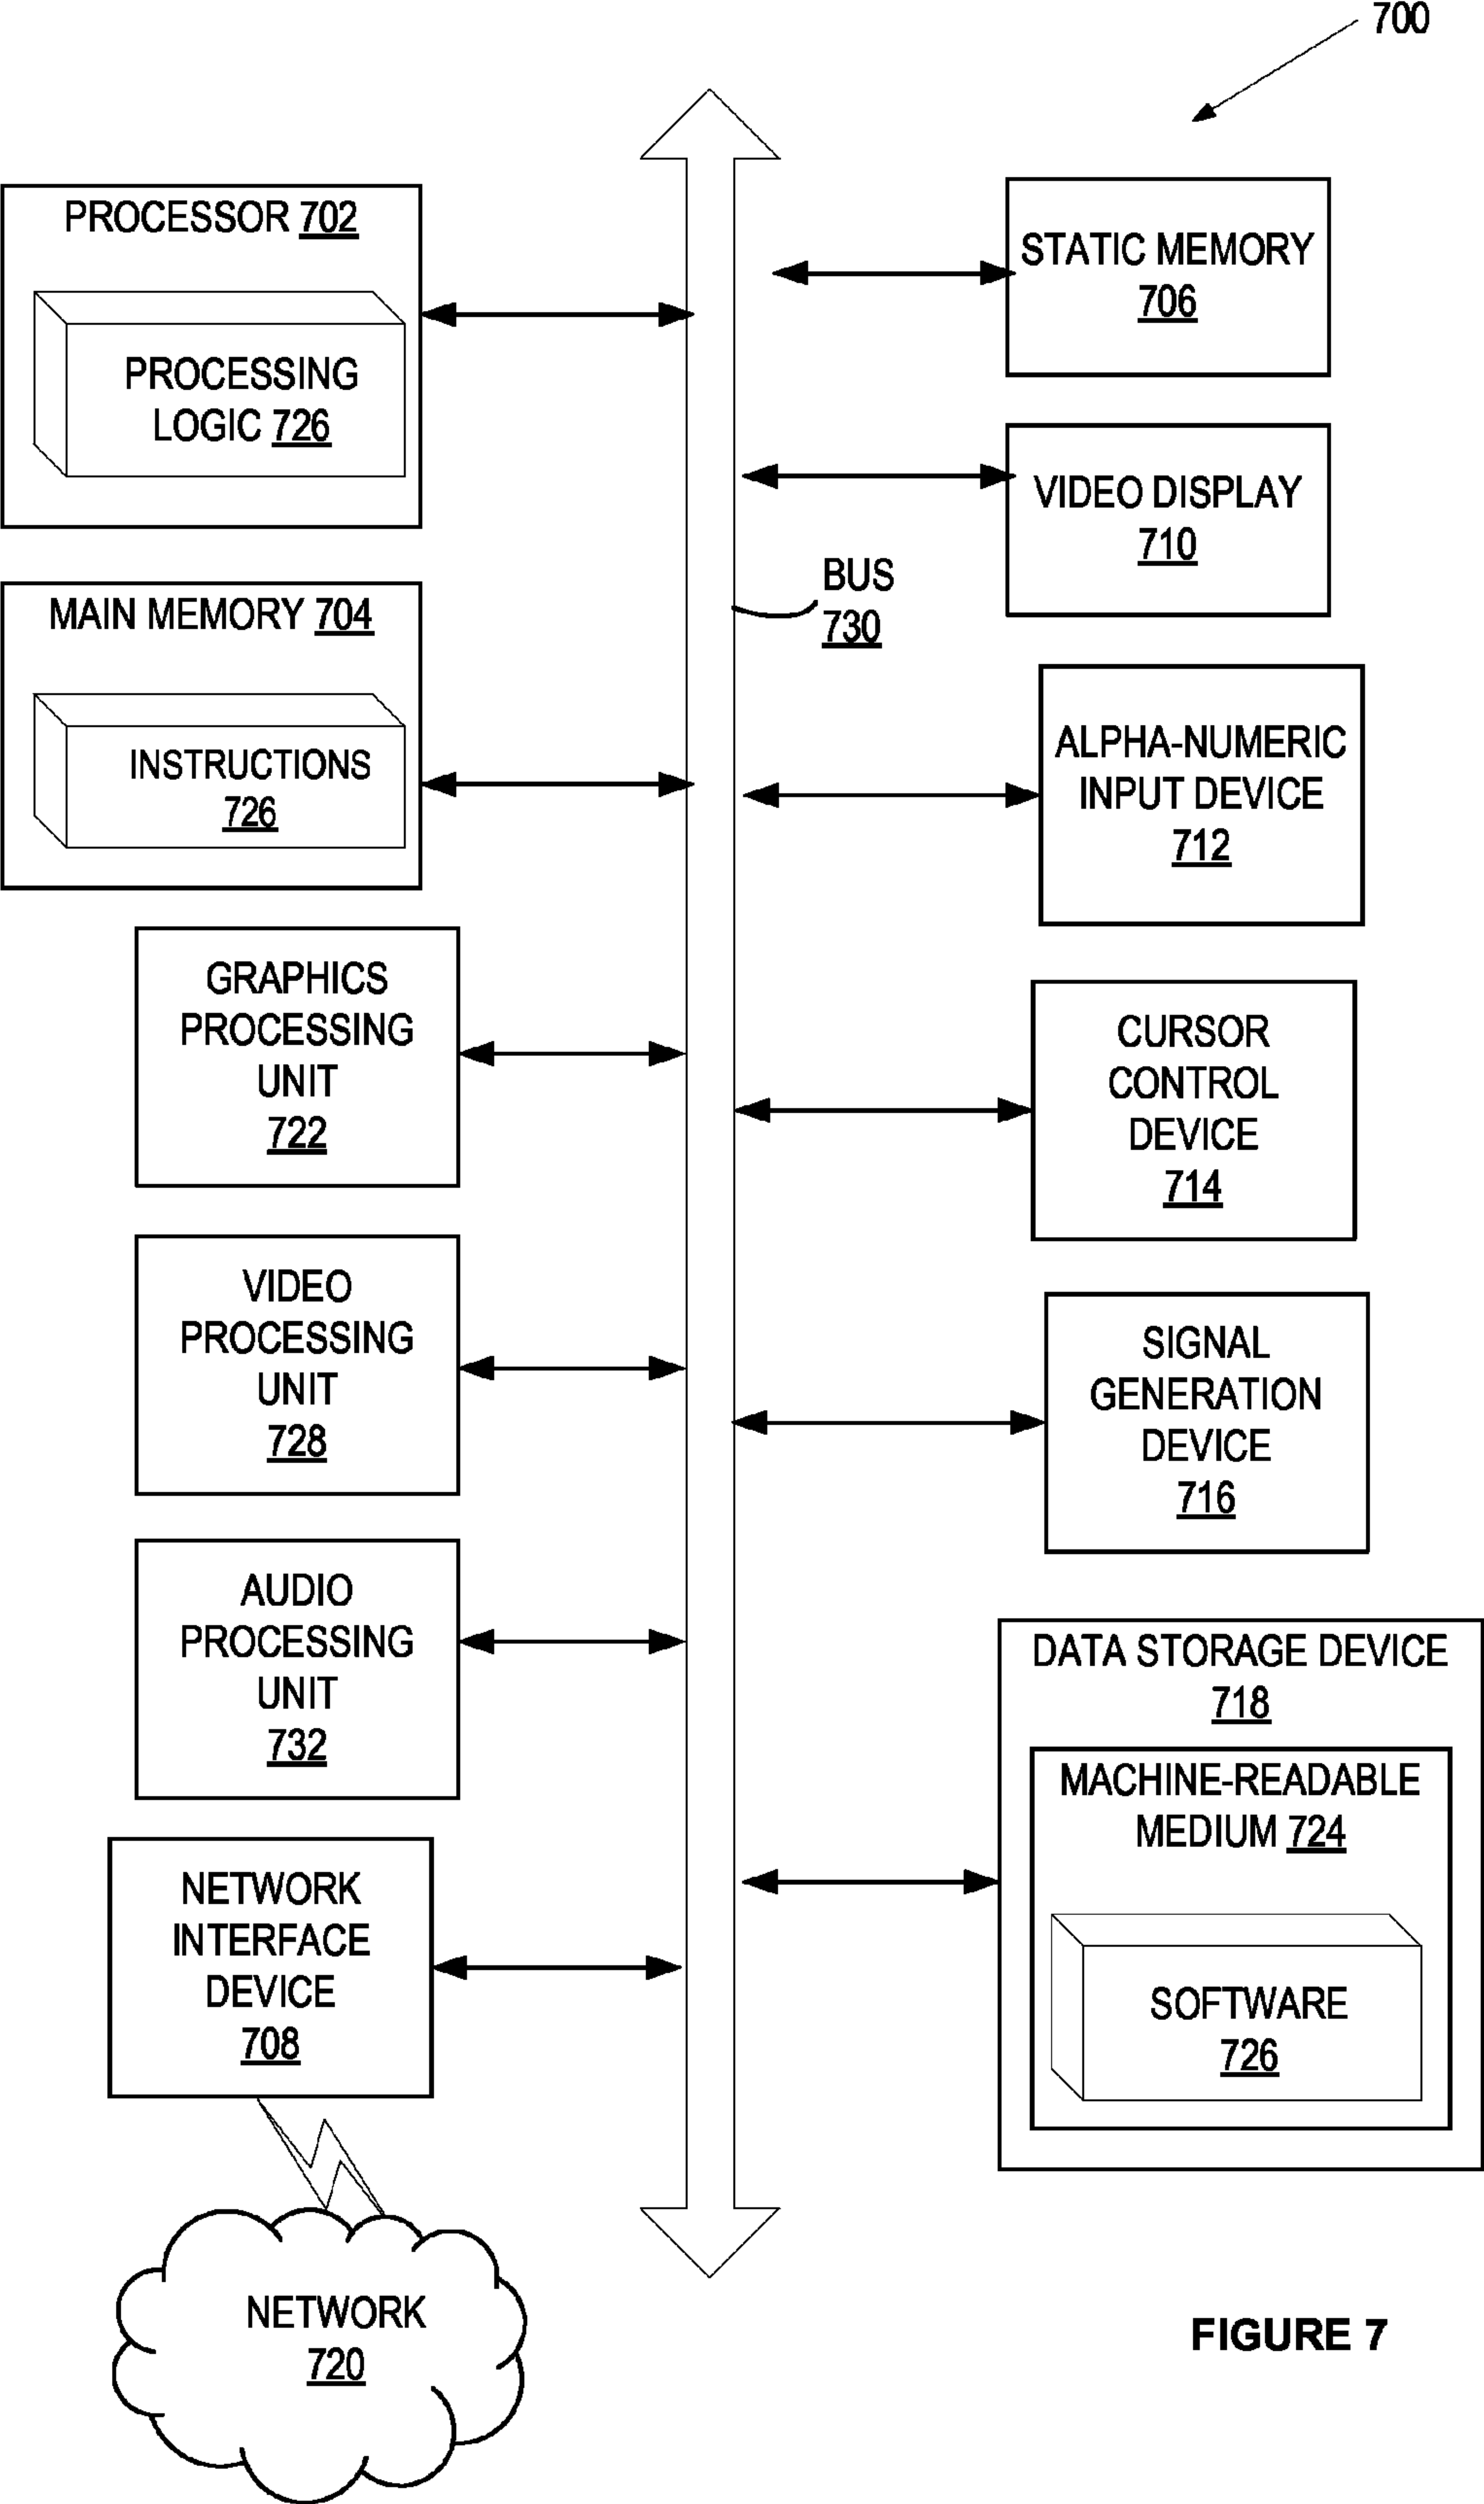 700
PROCESSOR 702
PROCESSING
LOGIC 726
MAIN MEMORY 704
INSTRUCTIONS
726
GRAPHICS
PROCESSING
UNIT
722
VIDEO
PROCESSING
UNIT
728
AUDIO
PROCESSING
UNIT
732
NETWORK
INTERFACE
DEVICE
708
NETWORK
720
BUS
730
STATIC MEMORY
706
VIDEO DISPLAY
710
ALPHA-NUMERIC
INPUT DEVICE
712
CURSOR
CONTROL
DEVICE
714
SIGNAL
GENERATION
DEVICE
716
DATA STORAGE DEVICE
718
MACHINE-READABLE
MEDIUM 724
SOFTWARE
726
FIGURE 7